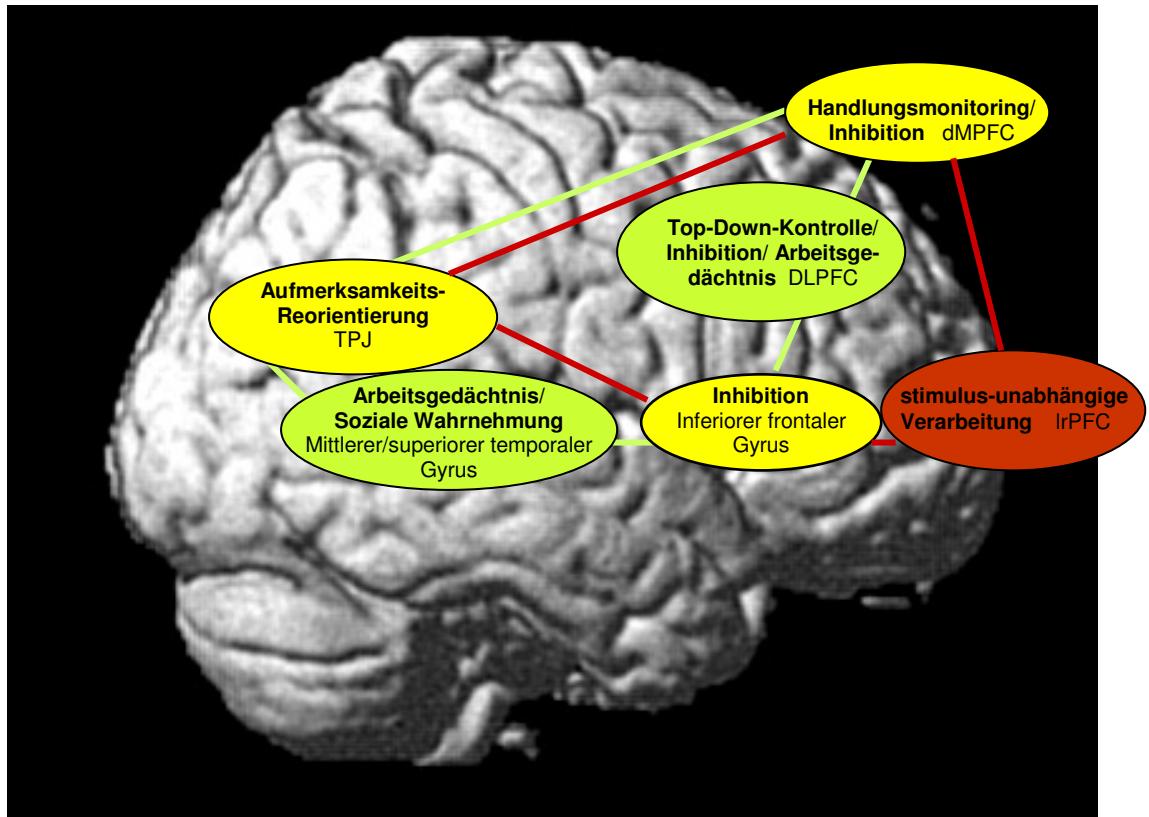 Handlungsmonitoring/
Inhibition dMPFC
Top-Down-Kontrolle/
Inhibition/ Arbeitsge-
dächtnis DLPFC
Aufmerksamkeits-
Reorientierung
TPJ
Arbeitsgedächtnis/
Soziale Wahrnehmung
Mittlerer/superiorer temporaler
Gyrus
Inhibition
Inferiorer frontaler
Gyrus
stimulus-unabhängige
Verarbeitung lrPFC